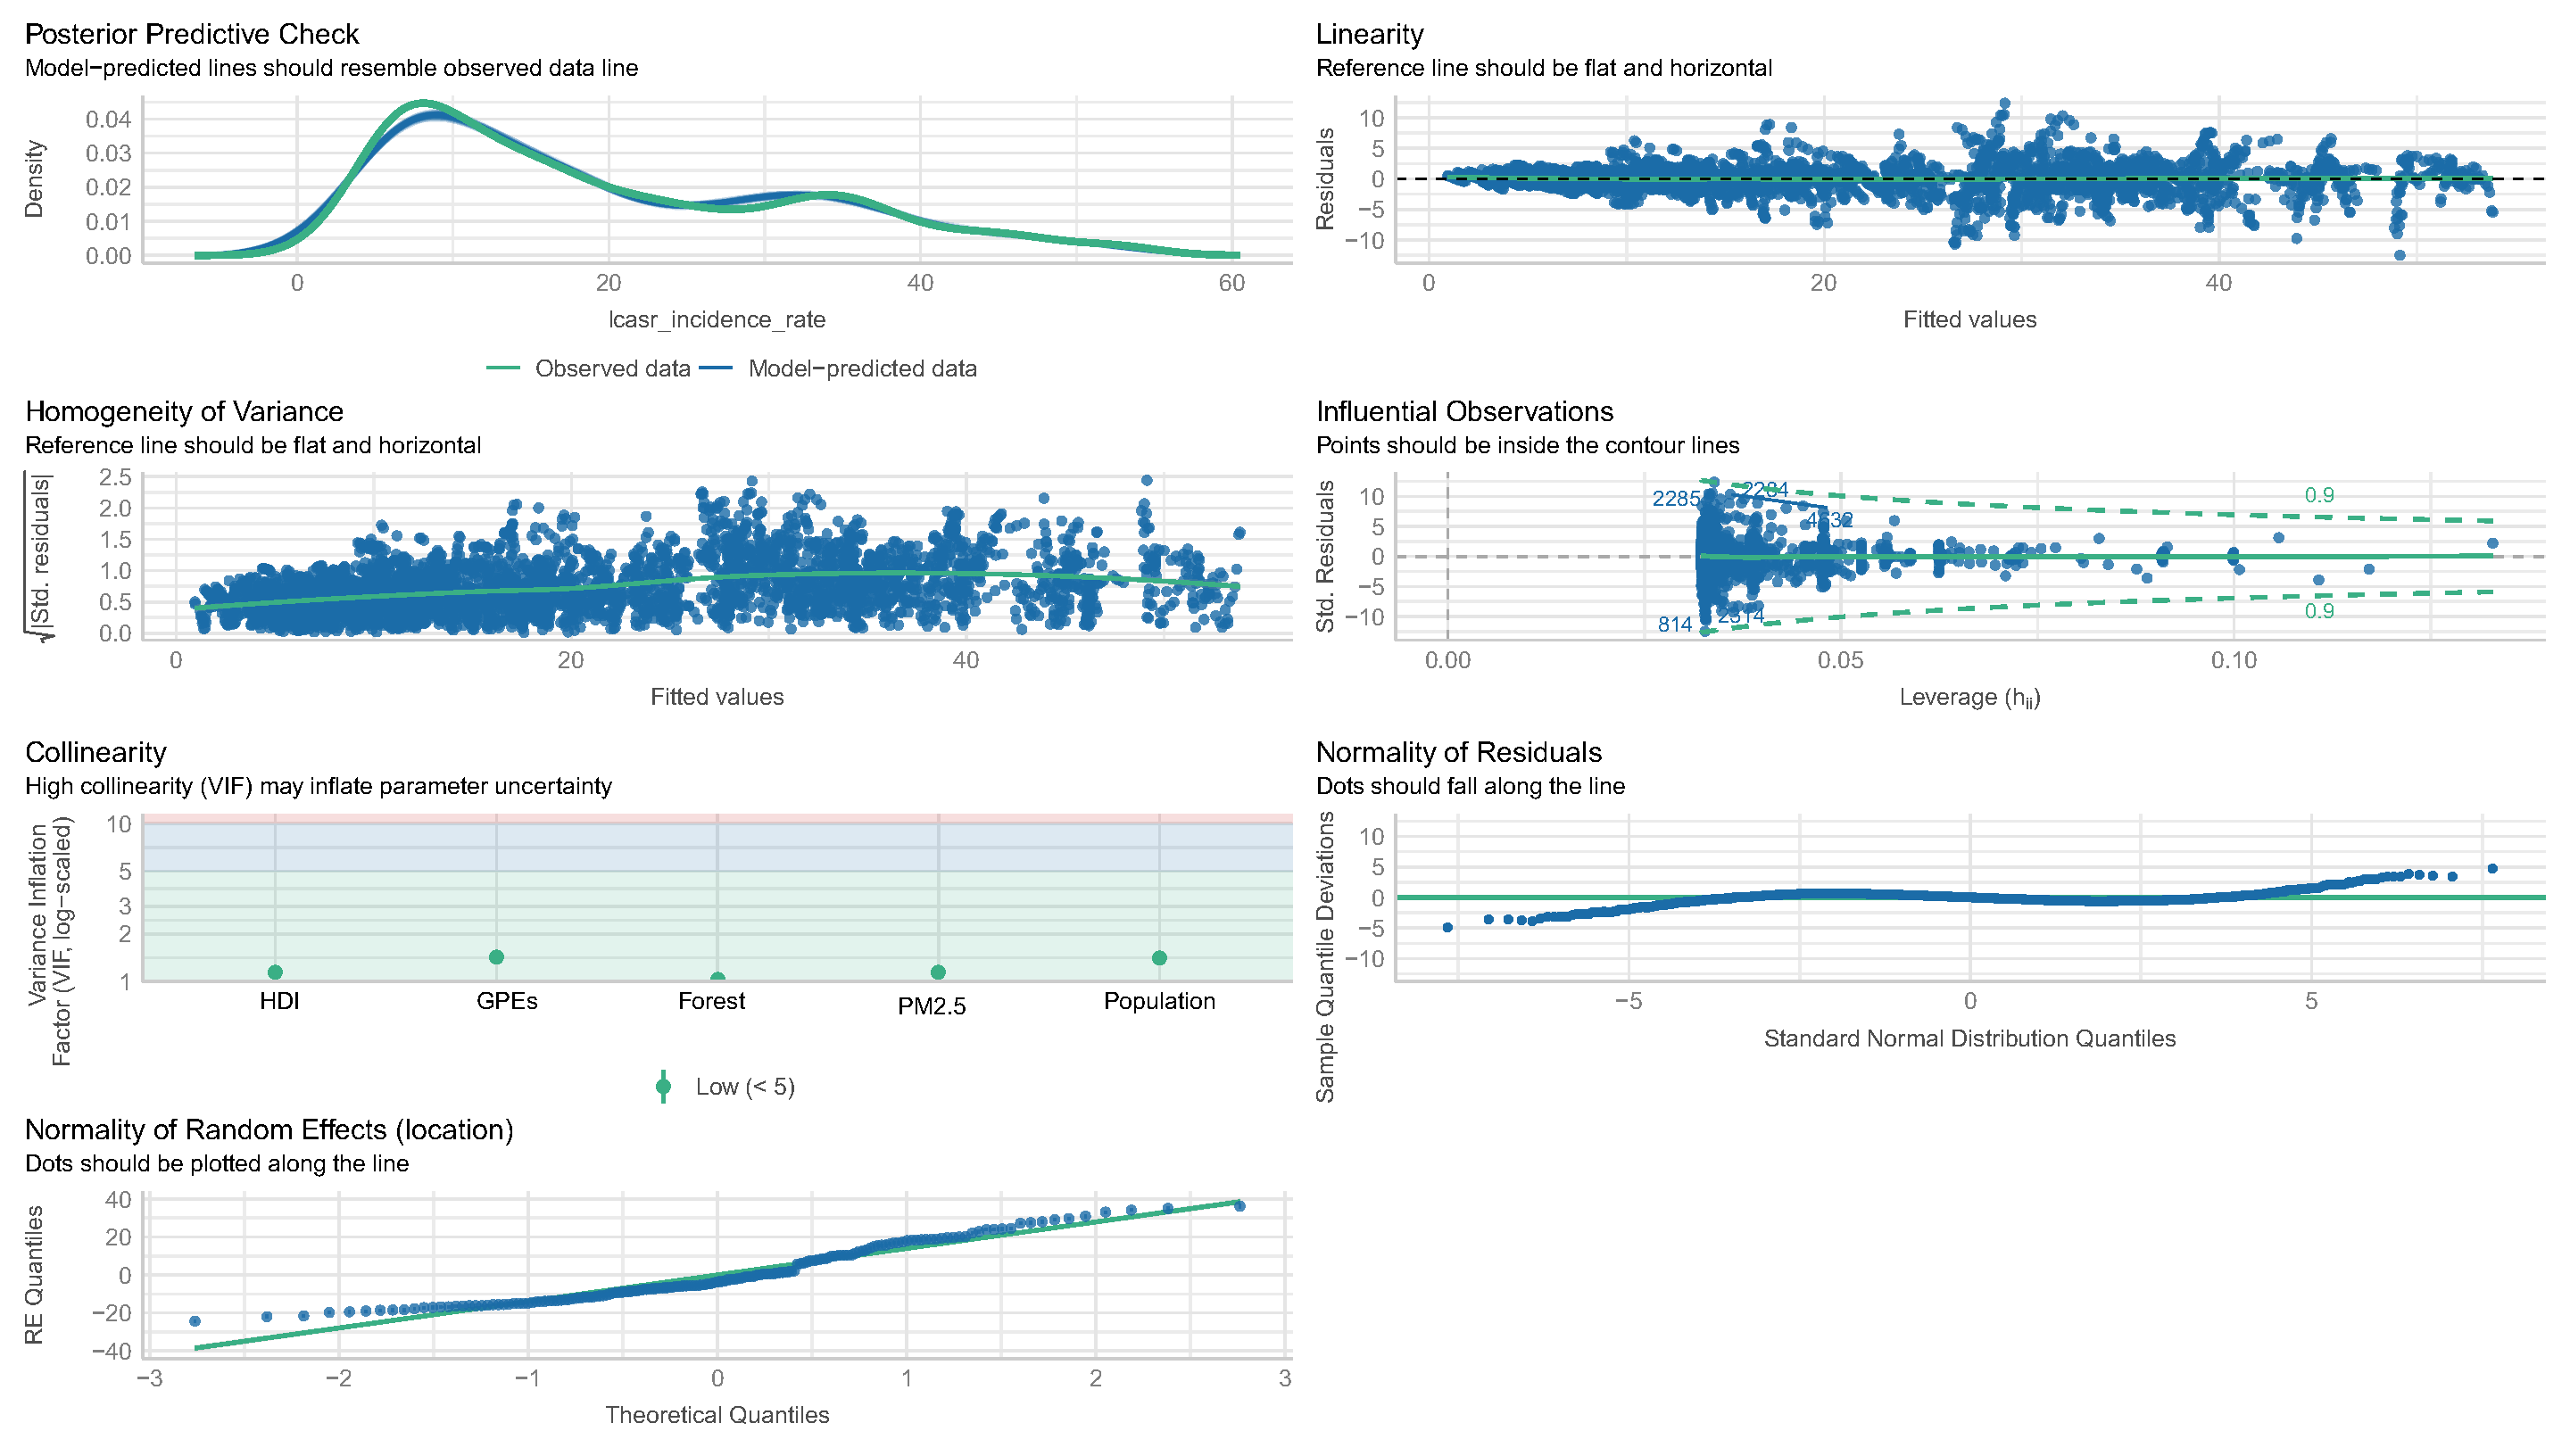 Posterior Predictive Check
Model−predicted lines should resemble observed data line
Density
0.04
0.03
0.02
0.01
0.00
0
20
40
60
lcasr_incidence_rate
Observed data
Model−predicted data
Linearity
Reference line should be flat and horizontal
Residuals
10
5
0
−5
−10
0
20
40
Fitted values
Homogeneity of Variance
Reference line should be flat and horizontal
√|Std. residuals|
2.5
2.0
1.5
1.0
0.5
0.0
0
20
40
Fitted values
Influential Observations
Points should be inside the contour lines
Std. Residuals
10
5
0
−5
−10
2285
2284
4632
814
2314
0.9
0.9
0.00
0.05
0.10
Leverage (hii)
Collinearity
High collinearity (VIF) may inflate parameter uncertainty
Variance Inflation
Factor (VIF, log−scaled)
10
5
3
2
1
HDI
GPEs
Forest
PM2.5
Population
Low (< 5)
Normality of Residuals
Dots should fall along the line
Sample Quantile Deviations
10
5
0
−5
−10
−5
0
5
Standard Normal Distribution Quantiles
Normality of Random Effects (location)
Dots should be plotted along the line
RE Quantiles
40
20
0
−20
−40
−3
−2
−1
0
1
2
3
Theoretical Quantiles